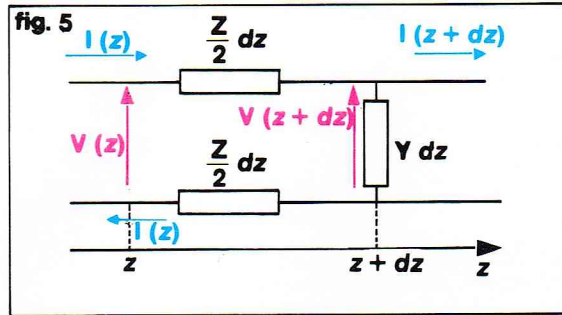 fig. 5
I (z)
Z/2 dz
I (z + dz)
V (z)
V (z + dz)
Y dz
Z/2 dz
I (z)
z
z + dz
z